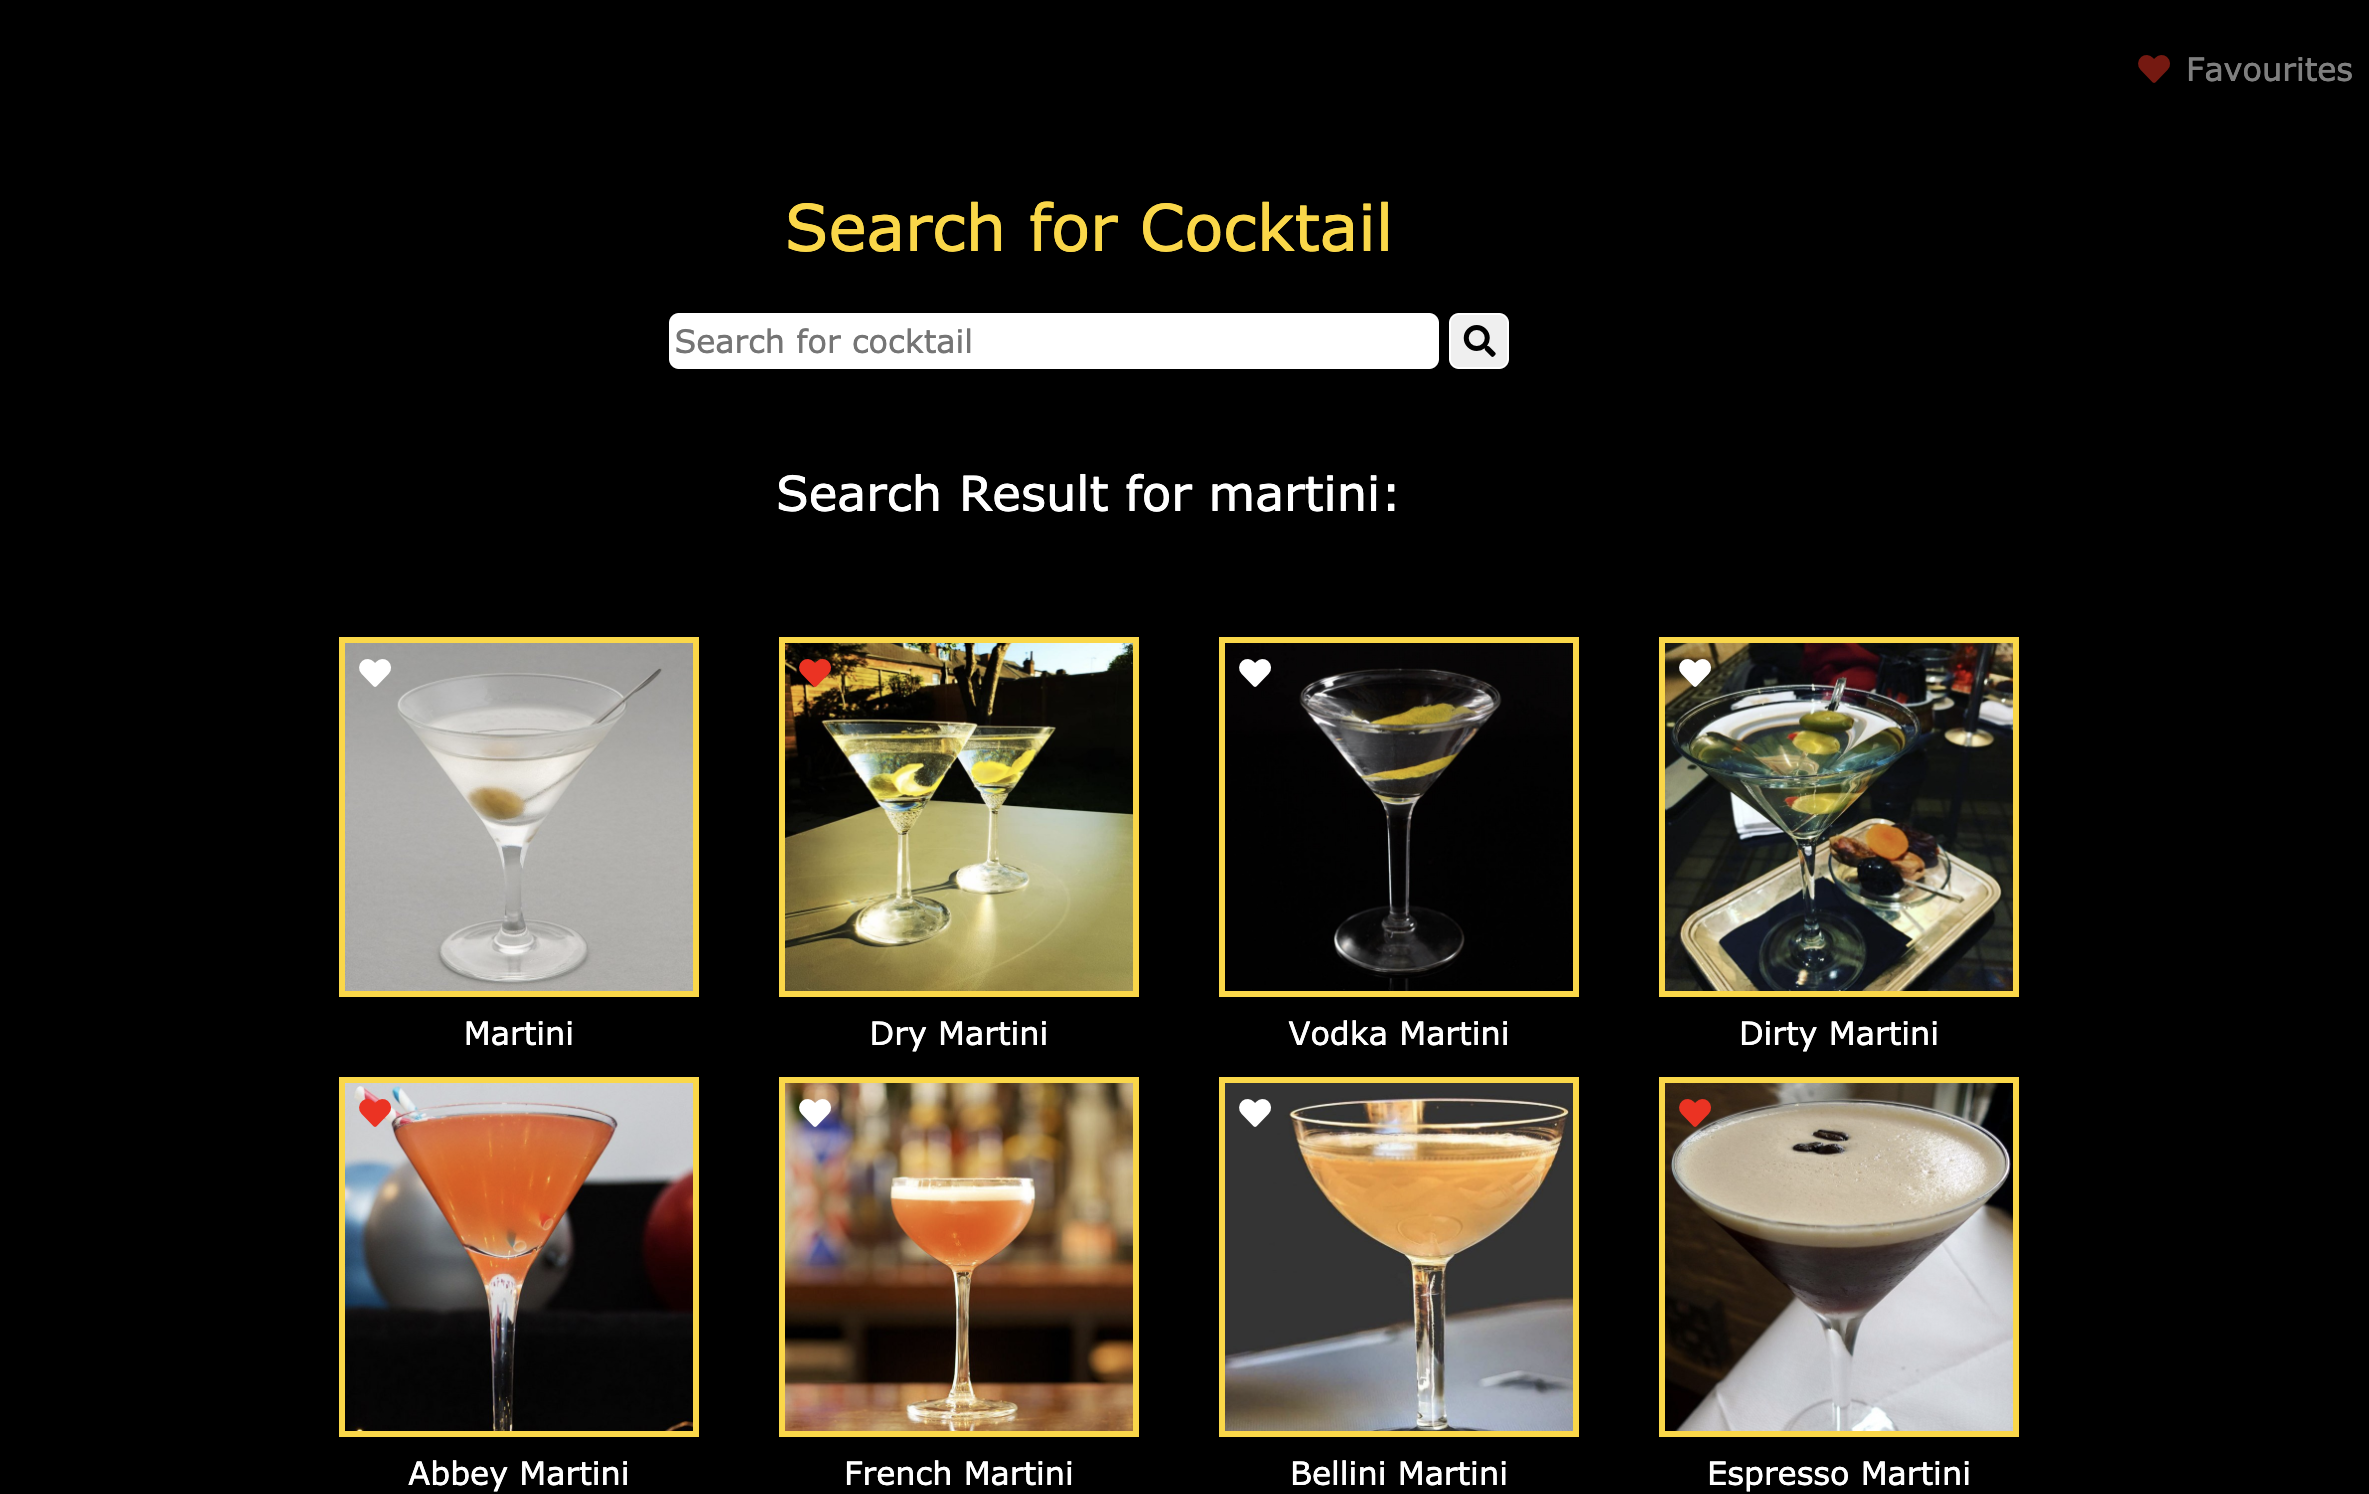 Favourites
Search for Cocktail
Search for cocktail
Search Result for martini:
Martini
Dry Martini
Vodka Martini
Dirty Martini
Abbey Martini
French Martini
Bellini Martini
Espresso Martini